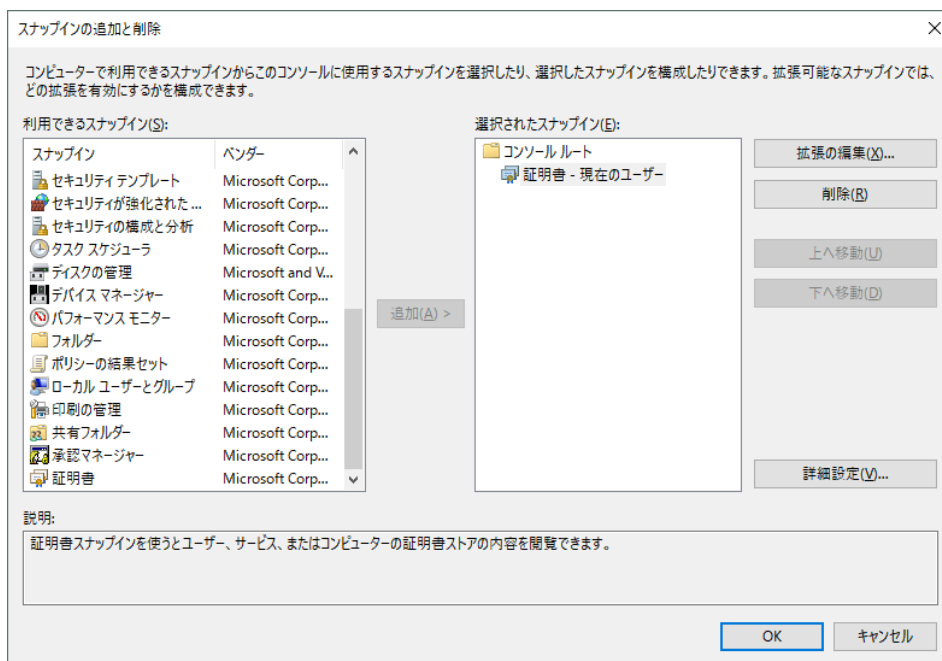 スナップインの追加と削除
コンピューターで利用できるスナップインからこのコンソールに使用するスナップインを選択したり、選択したスナップインを構成したりできます。拡張可能なスナップインでは、
どの拡張を有効にするかを構成できます。
利用できるスナップイン(S):
スナップイン ベンダー
セキュリティ テンプレート Microsoft Corp...
セキュリティが強化された ... Microsoft Corp...
セキュリティの構成と分析 Microsoft Corp...
タスク スケジューラ Microsoft Corp...
ディスクの管理 Microsoft and V...
デバイス マネージャー Microsoft Corp...
パフォーマンス モニター Microsoft Corp...
フォルダー Microsoft Corp...
ポリシーの結果セット Microsoft Corp...
ローカル ユーザーとグループ Microsoft Corp...
印刷の管理 Microsoft Corp...
共有フォルダー Microsoft Corp...
承認マネージャー Microsoft Corp...
証明書 Microsoft Corp...
追加(A) >
選択されたスナップイン(E):
コンソール ルート
証明書 - 現在のユーザー
拡張の編集(X)...
削除(R)
上へ移動(U)
下へ移動(D)
詳細設定(V)...
説明:
証明書スナップインを使うとユーザー、サービス、またはコンピューターの証明書ストアの内容を閲覧できます。
OK
キャンセル